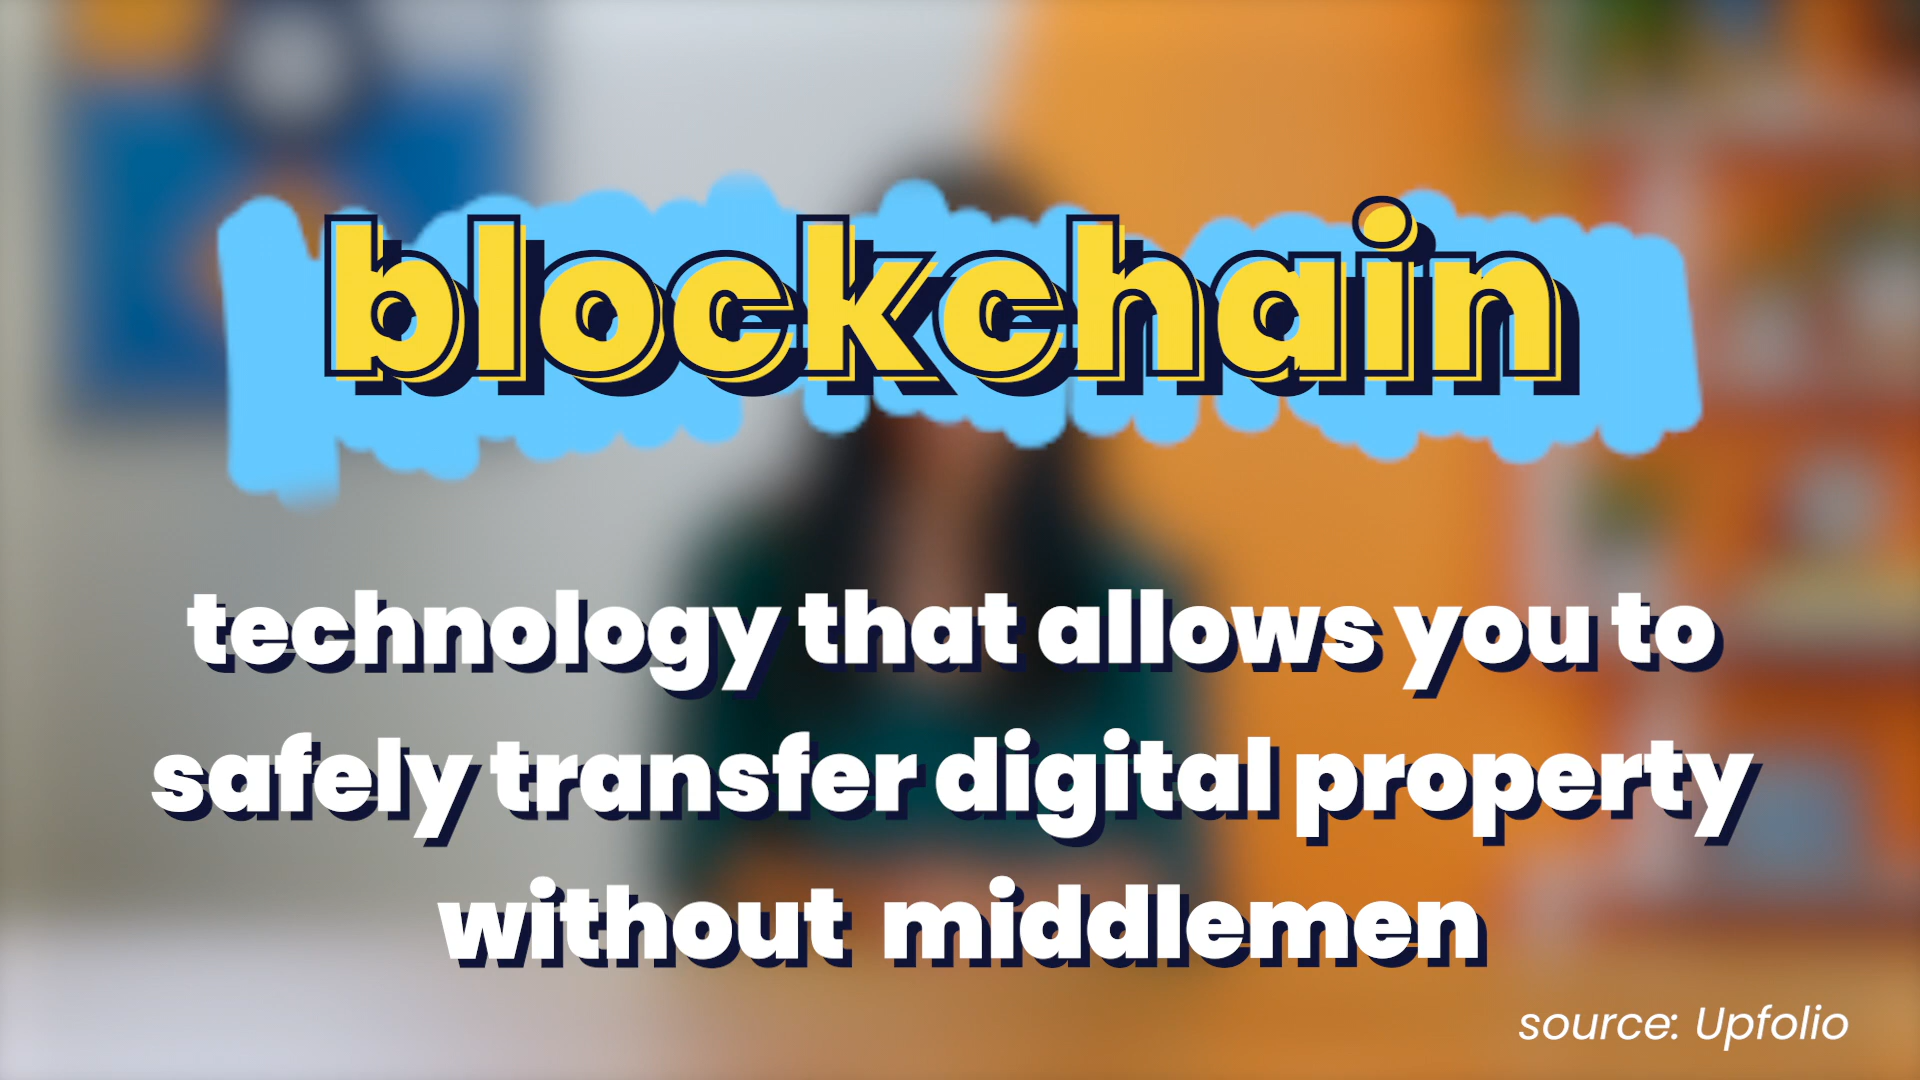 blockchain
technology that allows you to
safely transfer digital property
without middlemen
source: Upfolio